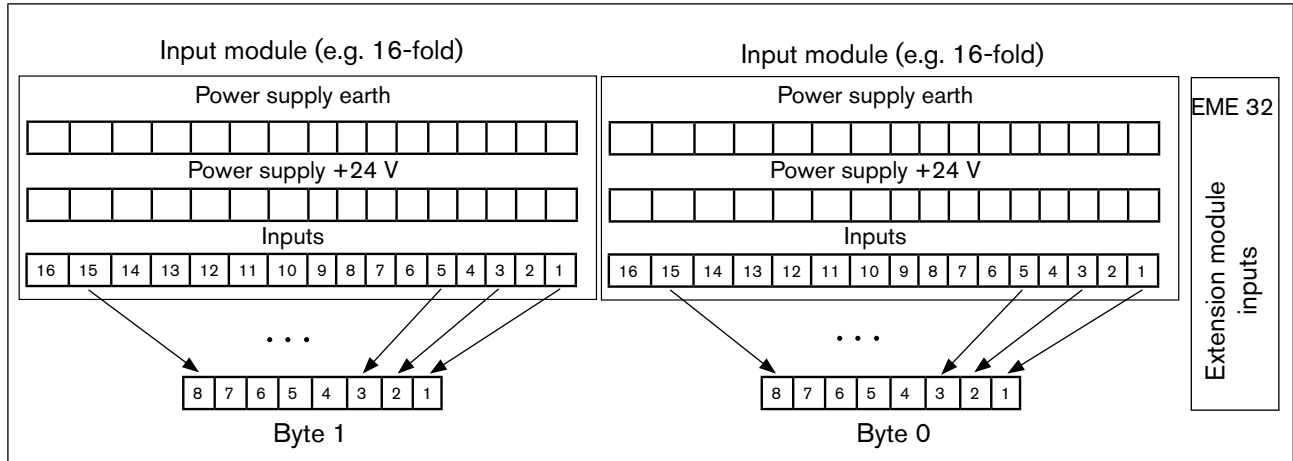 Input module (e.g. 16-fold)
Power supply earth
Power supply +24 V
Inputs
16 15 14 13 12 11 10 9 8 7 6 5 4 3 2 1
. . .
8 7 6 5 4 3 2 1
Byte 1
Input module (e.g. 16-fold)
Power supply earth
Power supply +24 V
Inputs
16 15 14 13 12 11 10 9 8 7 6 5 4 3 2 1
. . .
8 7 6 5 4 3 2 1
Byte 0
EME 32
Extension module
inputs